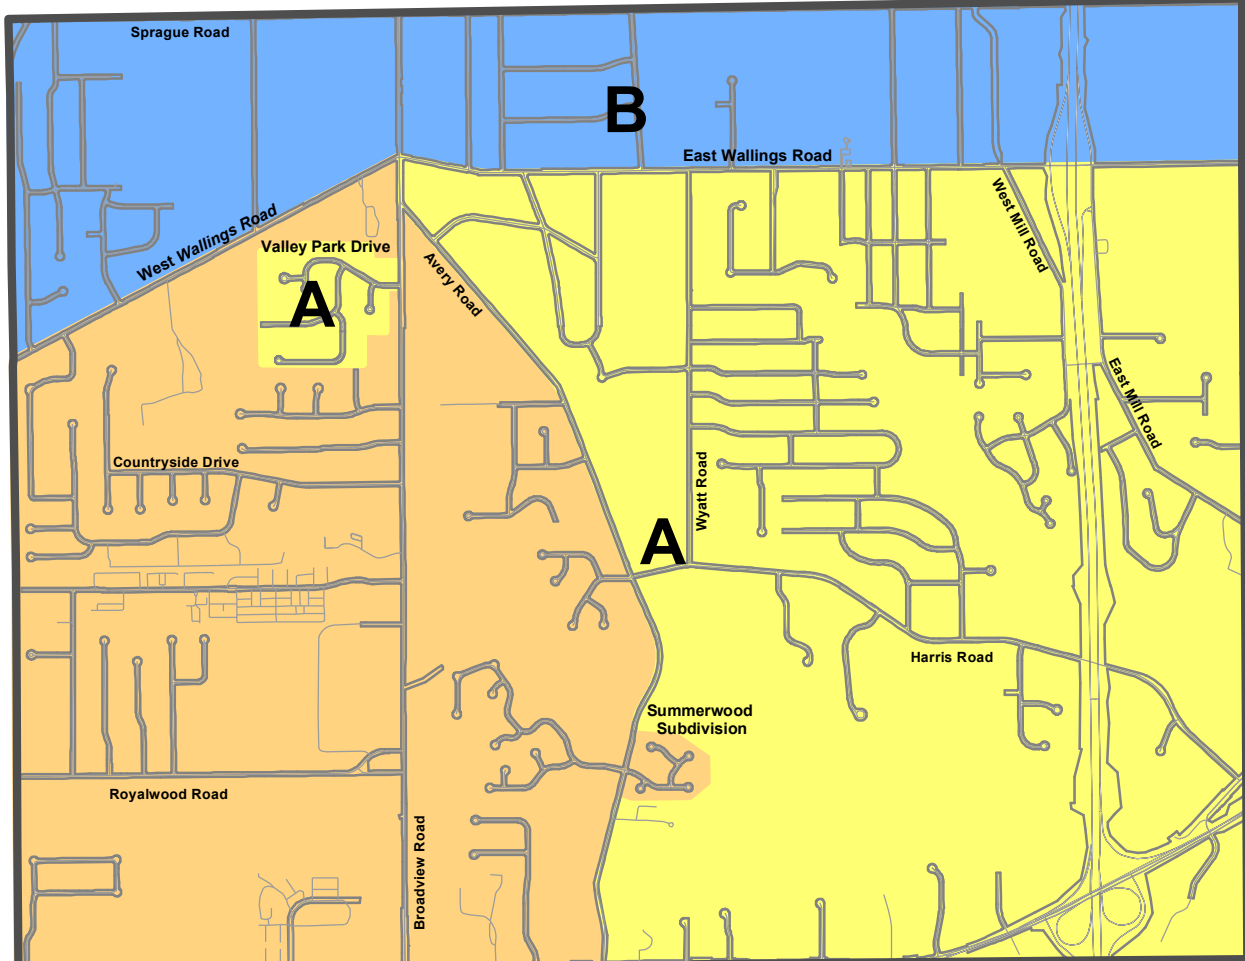 Sprague Road
B
East Wallings Road
West Mill Road
West Wallings Road
Valley Park Drive
Avery Road
A
East Mill Road
Countryside Drive
Wyatt Road
A
Harris Road
Summerwood
Subdivision
Royalwood Road
Broadview Road